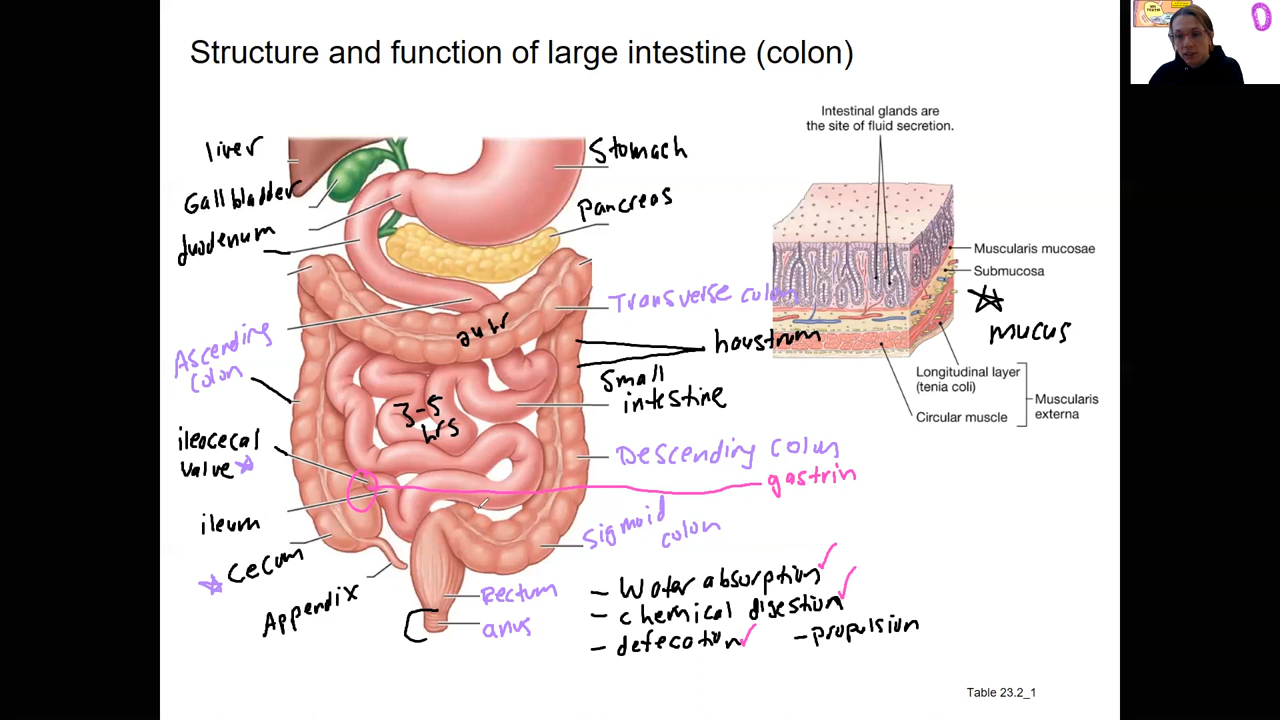 Structure and function of large intestine (colon)
liver
Gallbladder
duodenum
Ascending
colon
ileocecal
valve
ileum
cecum
Appendix
Stomach
Pancreas
Transverse colon
24 hr
haustrum
Small
intestine
3-5
hrs
Descending colon
gastrin
Sigmoid
colon
Rectum
anus
- Water absorption
- chemical digestion
- defecation
- propulsion
Intestinal glands are
the site of fluid secretion.
Muscularis mucosae
Submucosa
mucus
Longitudinal layer
(tenia coli)
Circular muscle
Muscularis
externa
Table 23.2_1